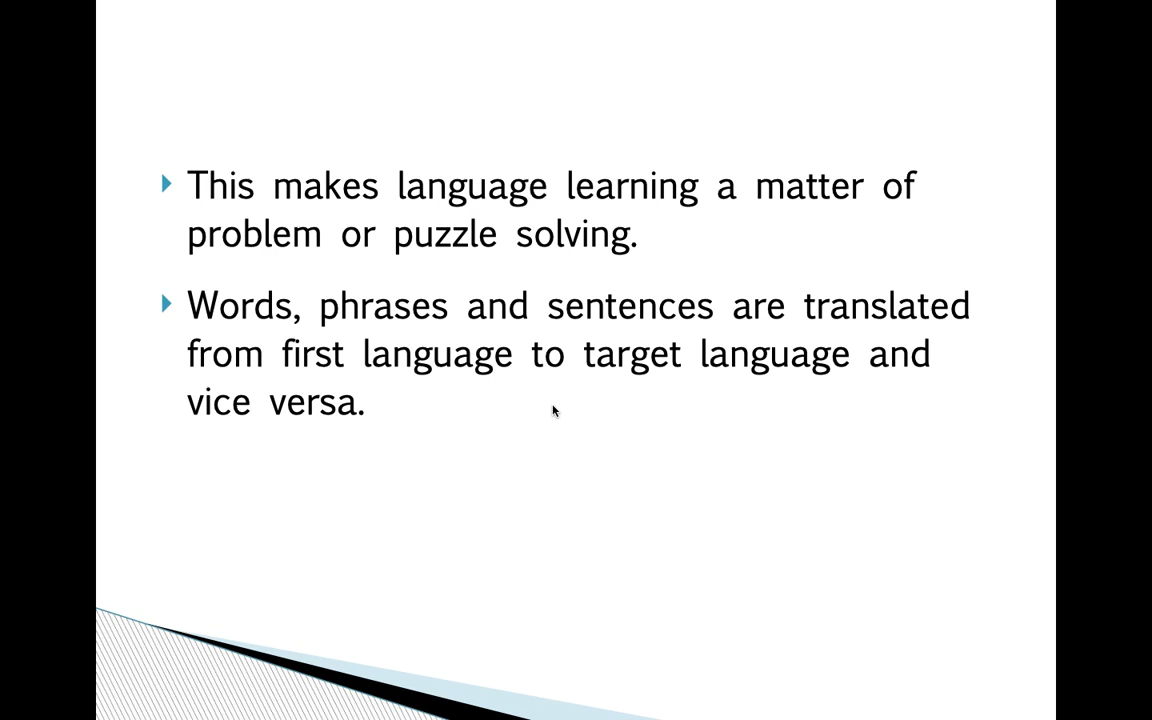 This makes language learning a matter of
problem or puzzle solving.
Words, phrases and sentences are translated
from first language to target language and
vice versa.